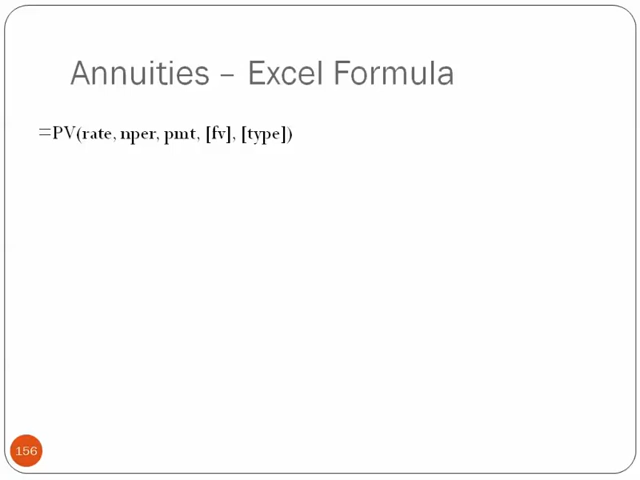 Annuities – Excel Formula
=PV(rate, nper, pmt, [fv], [type])
156